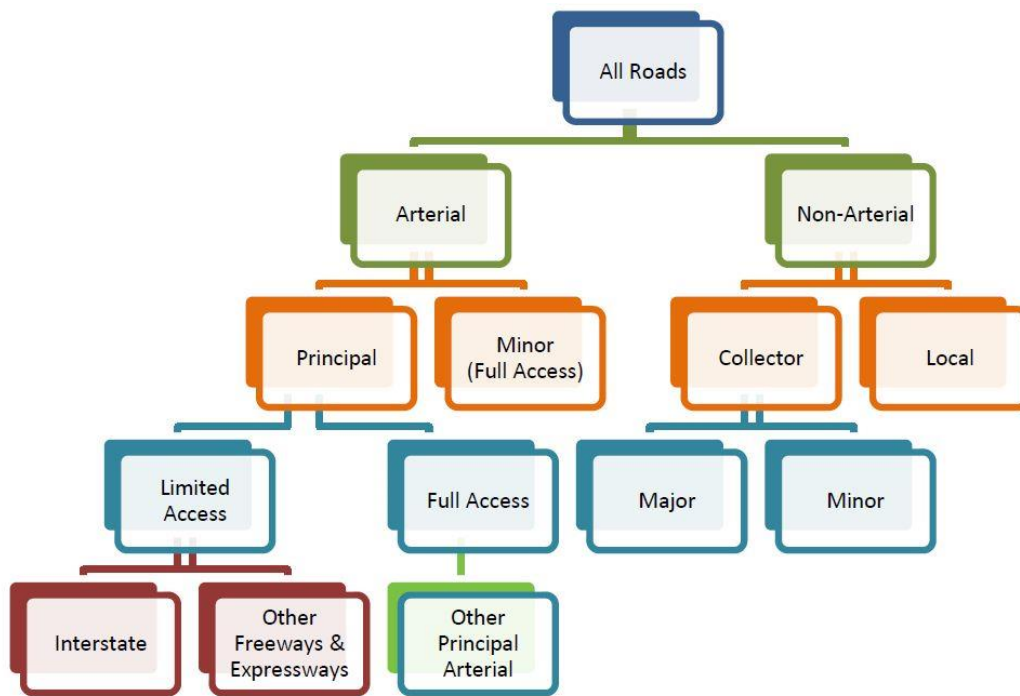 All Roads
Arterial
Non-Arterial
Principal
Minor
(Full Access)
Collector
Local
Limited
Access
Full Access
Major
Minor
Interstate
Other
Freeways &
Expressways
Other
Principal
Arterial